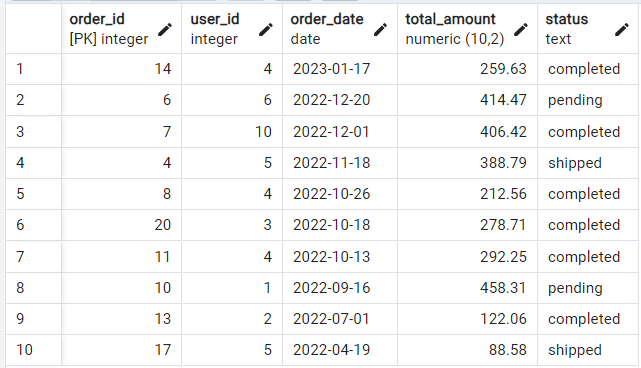 order_id user_id order_date total_amount status
[PK] integer integer date numeric (10,2) text
1 14 4 2023-01-17 259.63 completed
2 6 6 2022-12-20 414.47 pending
3 7 10 2022-12-01 406.42 completed
4 4 5 2022-11-18 388.79 shipped
5 8 4 2022-10-26 212.56 completed
6 20 3 2022-10-18 278.71 completed
7 11 4 2022-10-13 292.25 completed
8 10 1 2022-09-16 458.31 pending
9 13 2 2022-07-01 122.06 completed
10 17 5 2022-04-19 88.58 shipped